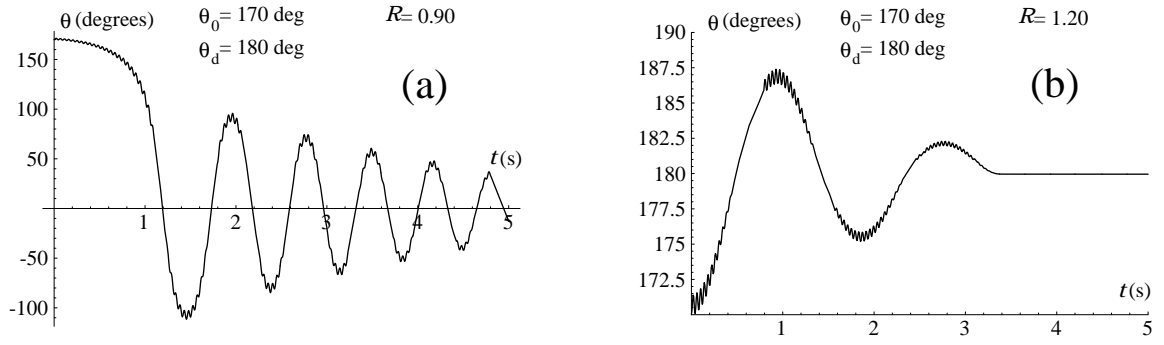 θ (degrees)
θ0= 170 deg
R= 0.90
θd= 180 deg
(a)
150
100
50
-50
-100
1
2
3
4
5
t(s)
θ (degrees)
θ0= 170 deg
R= 1.20
θd= 180 deg
(b)
190
187.5
185
182.5
180
177.5
175
172.5
1
2
3
4
5
t(s)